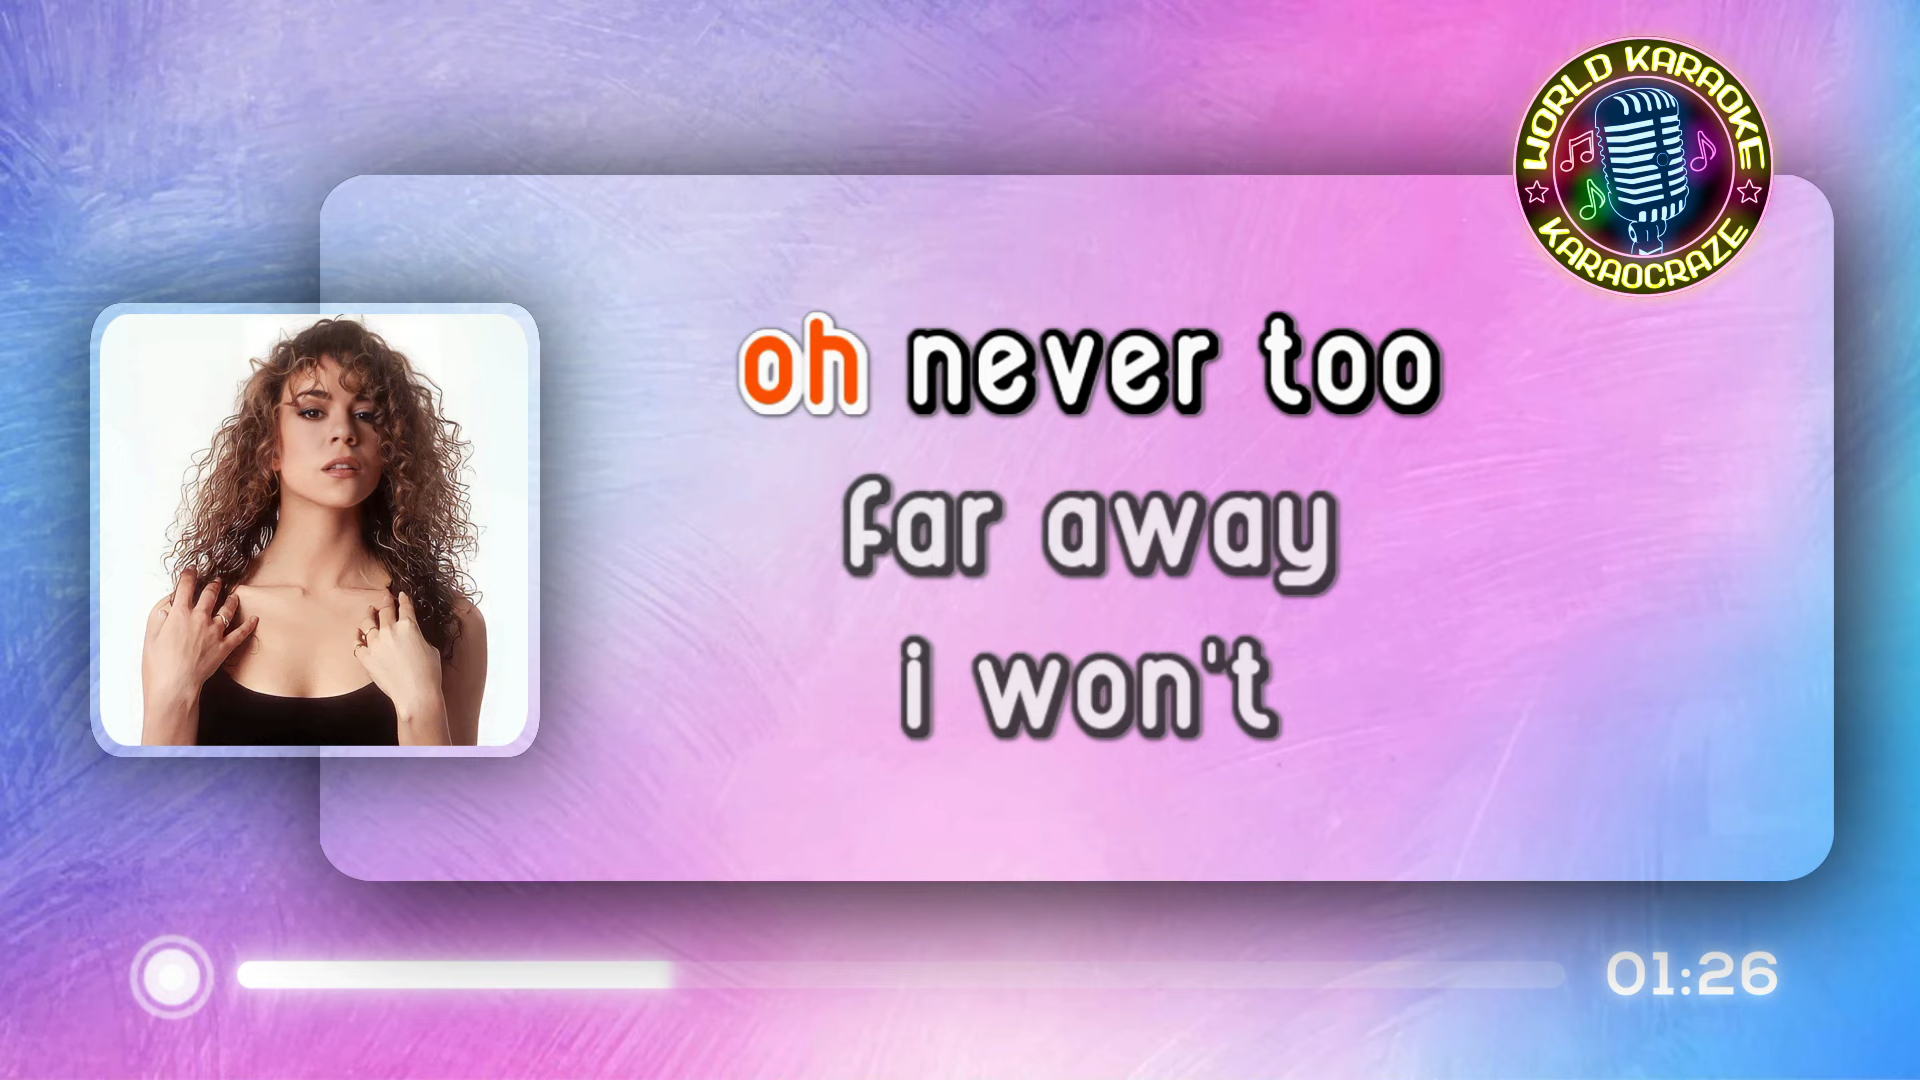 WORLD KARAOKE
KARAOCRAZE
oh never too
far away
i won't
01:26